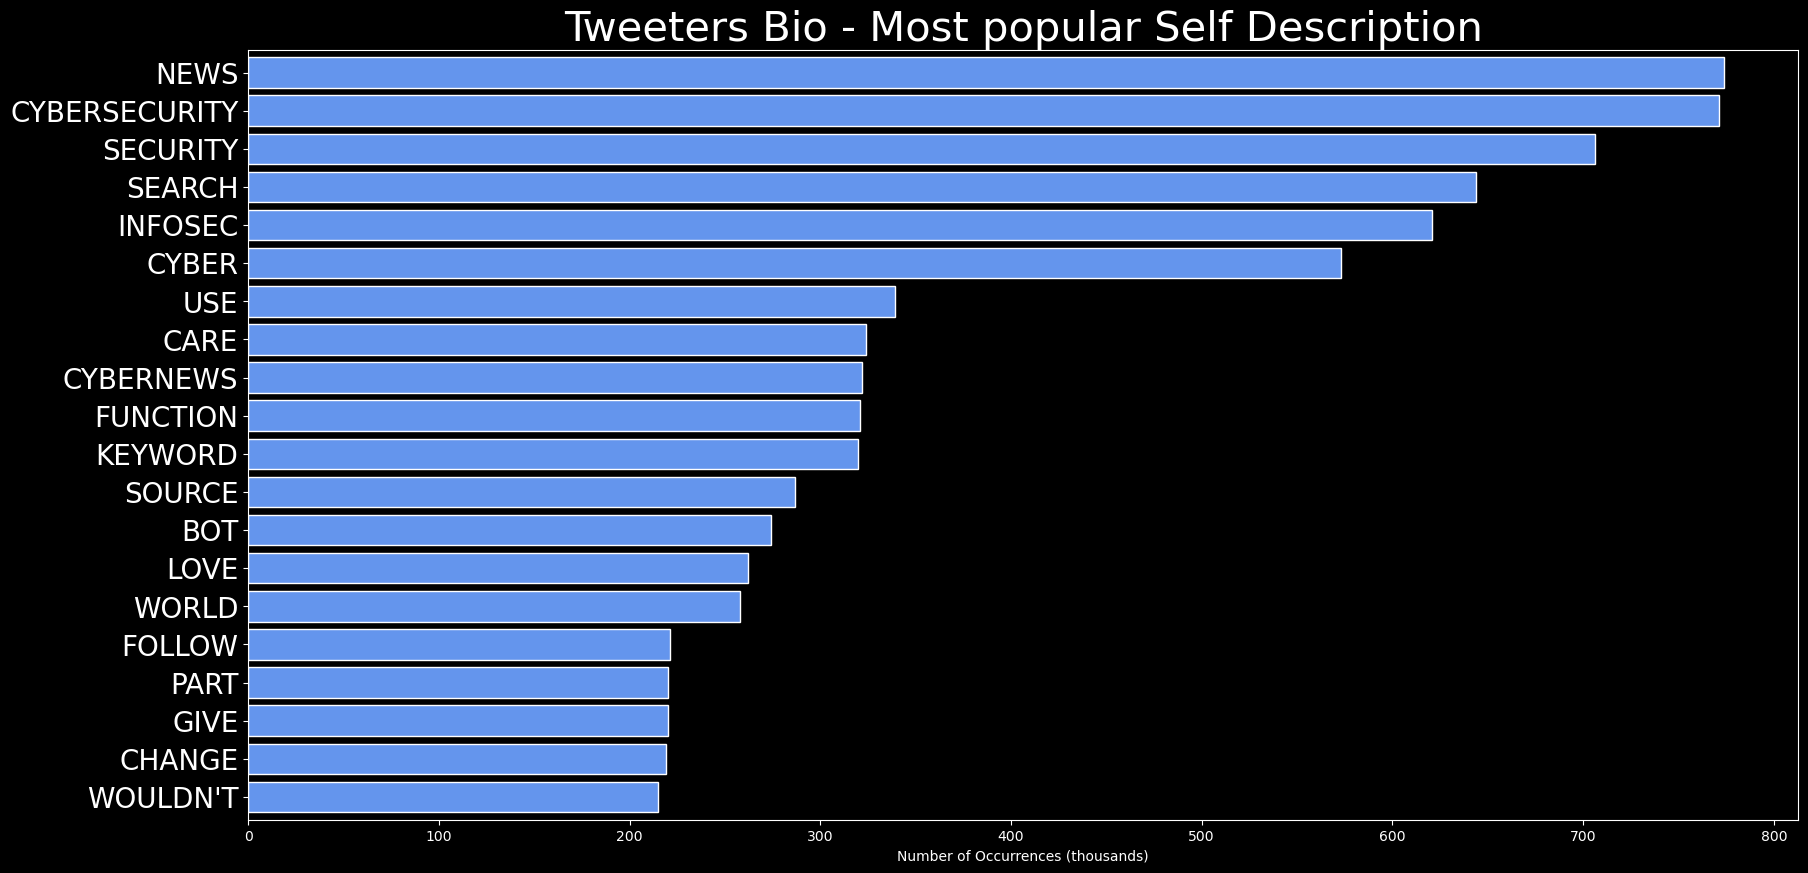 Tweeters Bio - Most popular Self Description
NEWS
CYBERSECURITY
SECURITY
SEARCH
INFOSEC
CYBER
USE
CARE
CYBERNEWS
FUNCTION
KEYWORD
SOURCE
BOT
LOVE
WORLD
FOLLOW
PART
GIVE
CHANGE
WOULDN'T
0 100 200 300 400 500 600 700 800
Number of Occurrences (thousands)